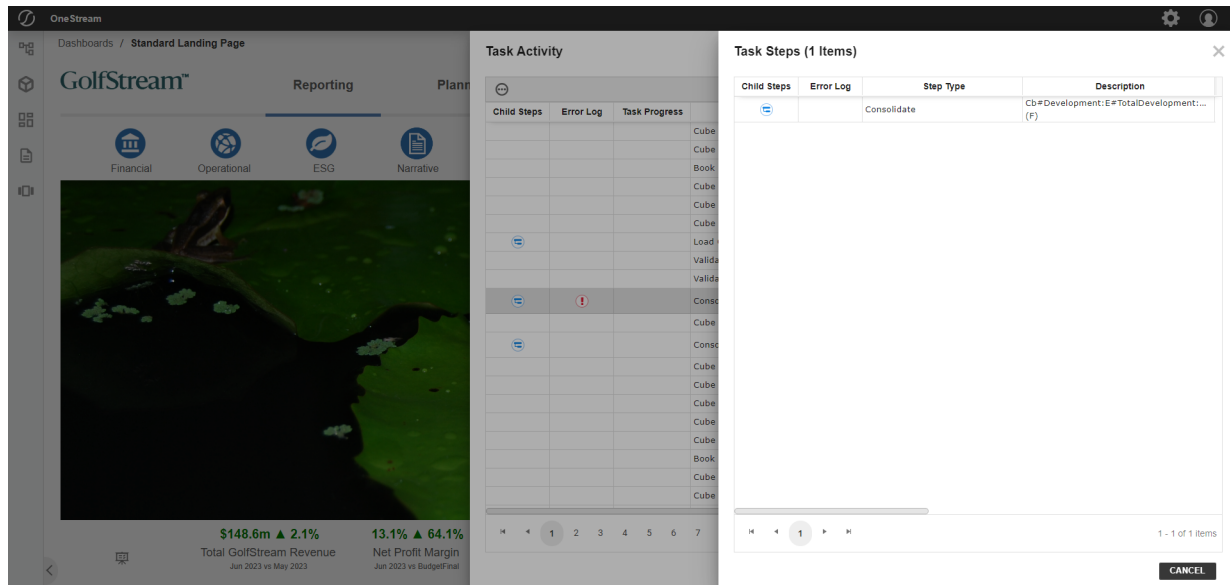 OneStream
Dashboards / Standard Landing Page
GolfStream™
Reporting
Plann
Financial
Operational
ESG
Narrative
$148.6m ▲ 2.1%
Total GolfStream Revenue
Jun 2023 vs May 2023
13.1% ▲ 64.1%
Net Profit Margin
Jun 2023 vs BudgetFinal
Task Activity
Child Steps Error Log Task Progress
Cube
Cube
Book
Cube
Cube
Cube
Load
Valida
Valida
Conso
Cube
Conso
Cube
Cube
Cube
Cube
Cube
Book
Cube
Cube
1 2 3 4 5 6 7
Task Steps (1 Items)
Child Steps Error Log Step Type Description
Consolidate
Cb#Development:E#TotalDevelopment:...
(F)
1
1 - 1 of 1 items
CANCEL